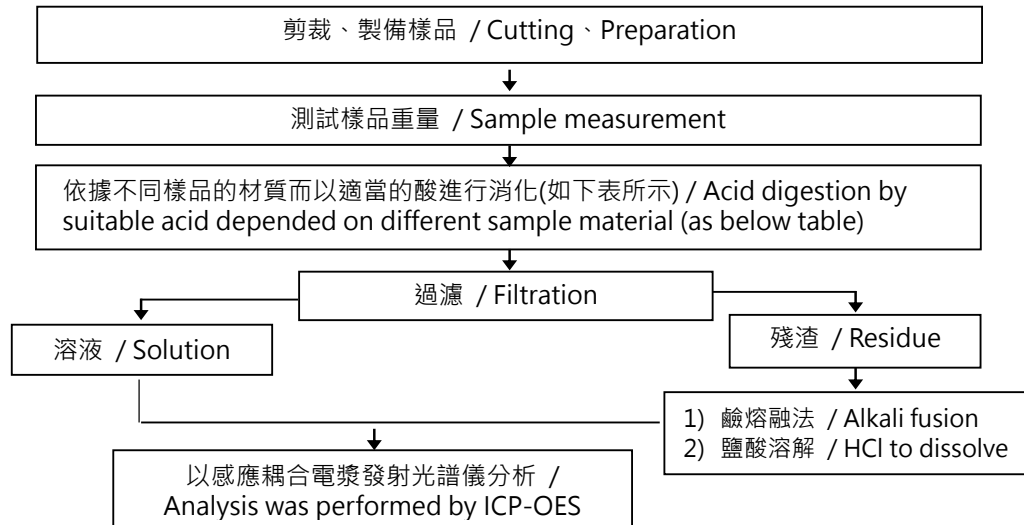 剪裁、製備樣品 / Cutting、Preparation
測試樣品重量 / Sample measurement
依據不同樣品的材質而以適當的酸進行消化(如下表所示) / Acid digestion by
suitable acid depended on different sample material (as below table)
過濾 / Filtration
溶液 / Solution
殘渣 / Residue
1) 鹼熔融法 / Alkali fusion
2) 鹽酸溶解 / HCl to dissolve
以感應耦合電漿發射光譜儀分析 /
Analysis was performed by ICP-OES